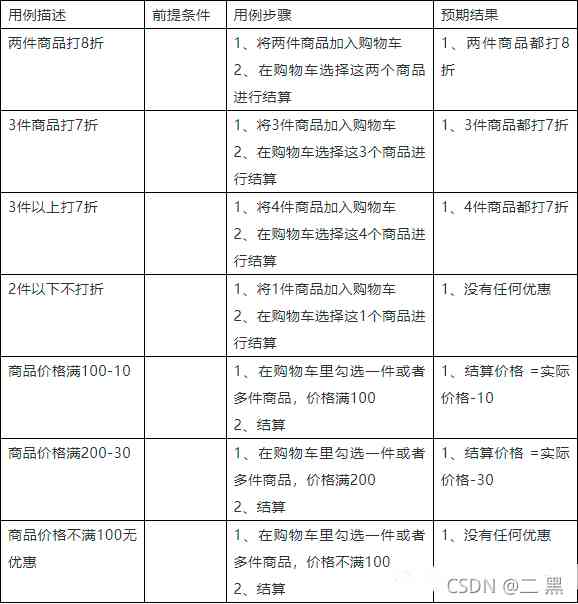 用例描述 前提条件 用例步骤 预期结果
两件商品打8折 1、将两件商品加入购物车 1、两件商品都打8
2、在购物车选择这两个商品 折
进行结算
3件商品打7折 1、将3件商品加入购物车 1、3件商品都打7折
2、在购物车选择这3个商品进
行结算
3件以上打7折 1、将4件商品加入购物车 1、4件商品都打7折
2、在购物车选择这4个商品进
行结算
2件以下不打折 1、将1件商品加入购物车 1、没有任何优惠
2、在购物车选择这1个商品进
行结算
商品价格满100-10 1、在购物车里勾选一件或者 1、结算价格 =实际
多件商品，价格满100 价格-10
2、结算
商品价格满200-30 1、在购物车里勾选一件或者 1、结算价格 =实际
多件商品，价格满200 价格-30
2、结算
商品价格不满100无 1、在购物车里勾选一件或者 1、没有任何优惠
优惠 多件商品，价格不满100
2、结算
CSDN @二 黑